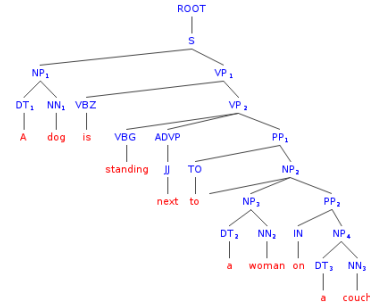 ROOT
S
NP₁ VP₁
DT₁ NN₁ VBZ VP₂
A dog is VBG ADVP PP₁
standing JJ TO NP₂
next to NP₃ PP₂
DT₂ NN₂ IN NP₄
a woman on DT₃ NN₃
a couch